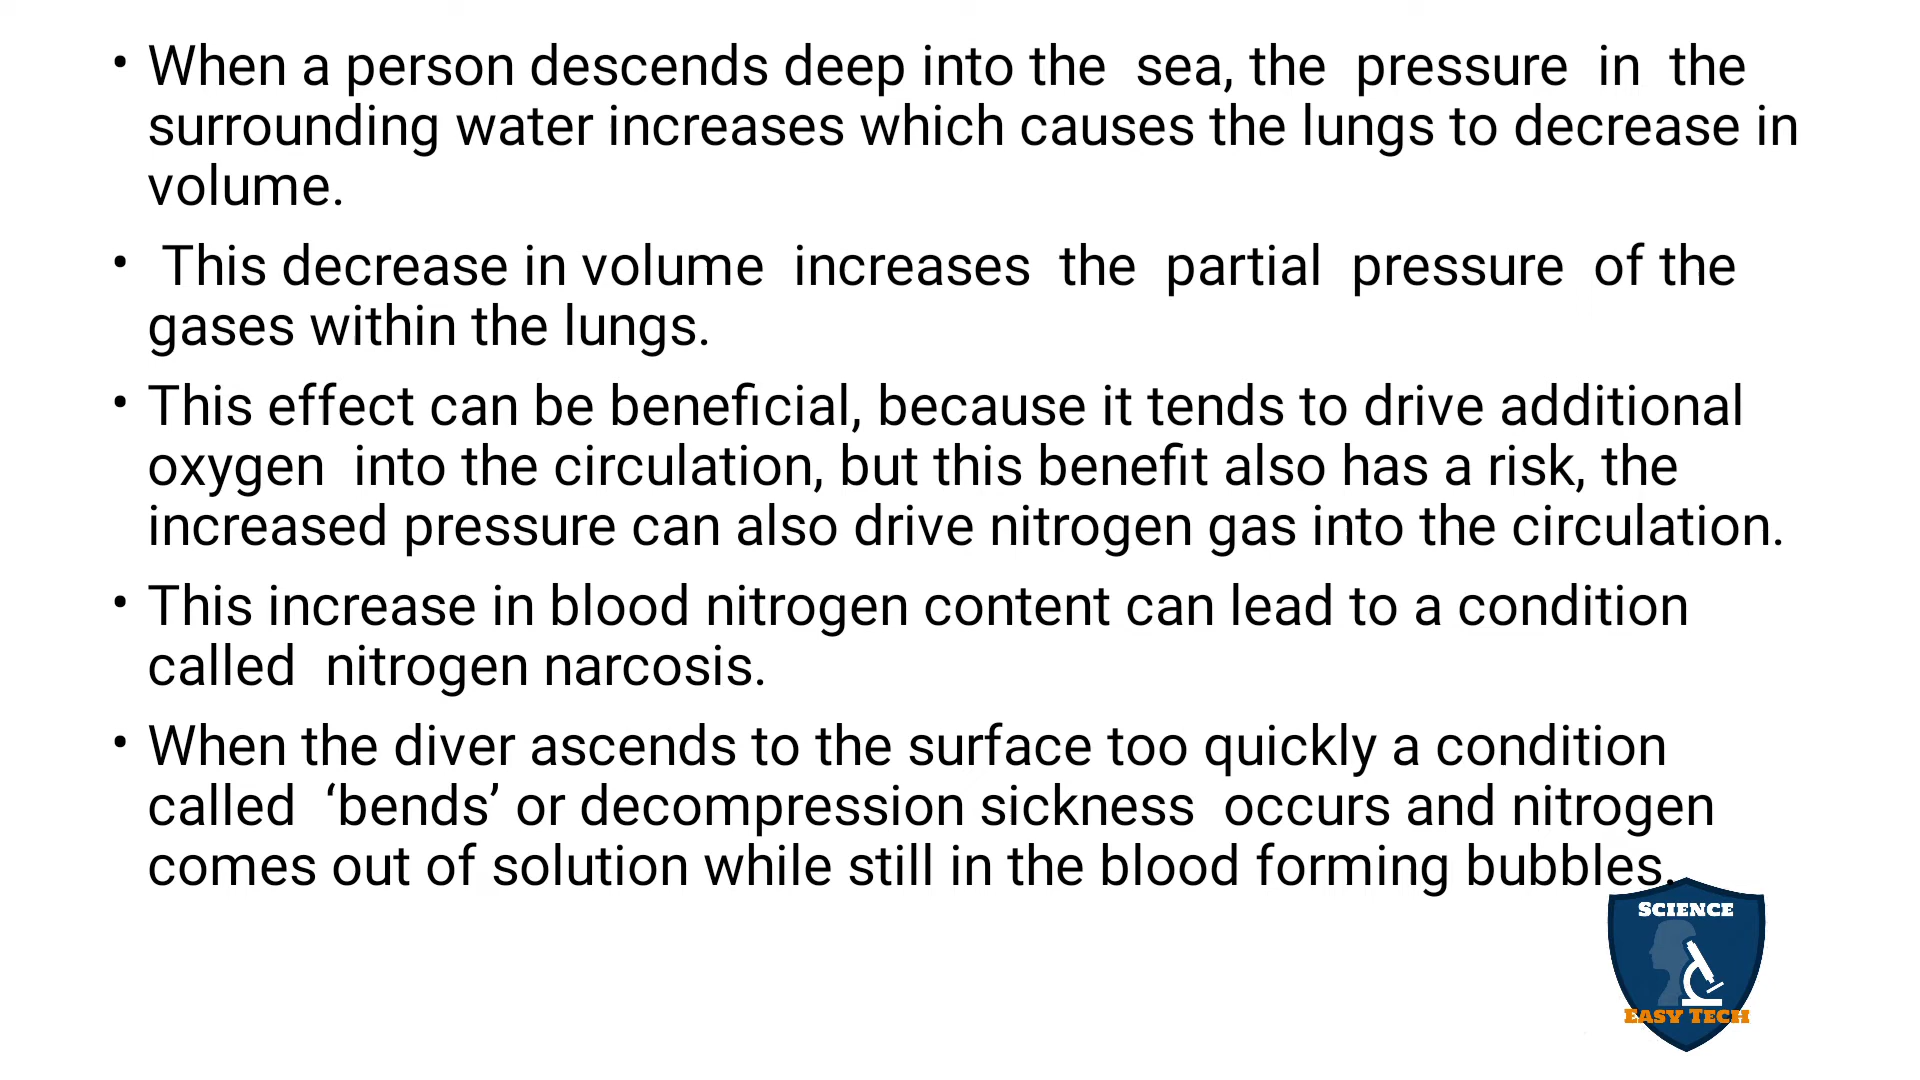 • When a person descends deep into the sea, the pressure in the
surrounding water increases which causes the lungs to decrease in
volume.
• This decrease in volume increases the partial pressure of the
gases within the lungs.
• This effect can be beneficial, because it tends to drive additional
oxygen into the circulation, but this benefit also has a risk, the
increased pressure can also drive nitrogen gas into the circulation.
• This increase in blood nitrogen content can lead to a condition
called nitrogen narcosis.
• When the diver ascends to the surface too quickly a condition
called ‘bends’ or decompression sickness occurs and nitrogen
comes out of solution while still in the blood forming bubbles.
SCIENCE
EASY TECH